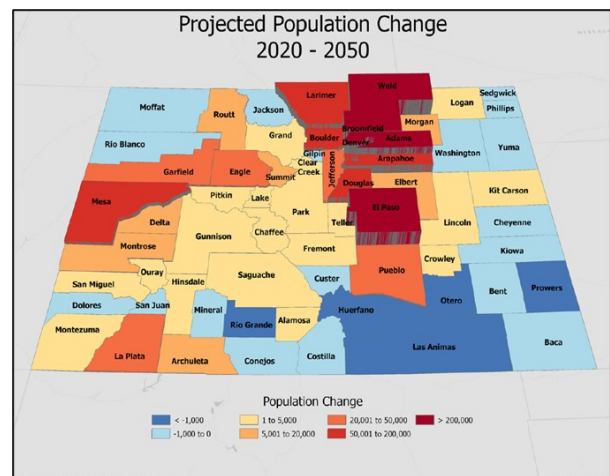 Projected Population Change
2020 - 2050
Moffat
Routt
Jackson
Larimer
Weld
Logan
Sedgwick
Phillips
Rio Blanco
Grand
Boulder
Broomfield
Morgan
Adams
Denver
Gilpin
Clear
Creek
Arapahoe
Washington
Yuma
Garfield
Eagle
Summit
Jefferson
Douglas
Elbert
Kit Carson
Mesa
Pitkin
Lake
Park
Teller
El Paso
Lincoln
Cheyenne
Delta
Gunnison
Chaffee
Fremont
Montrose
Crowley
Kiowa
Ouray
San Miguel
Hinsdale
Saguache
Custer
Pueblo
Otero
Bent
Prowers
Dolores
San Juan
Mineral
Rio Grande
Alamosa
Huerfano
Montezuma
La Plata
Archuleta
Conejos
Costilla
Las Animas
Baca
Population Change
< -1,000
1 to 5,000
20,001 to 50,000
> 200,000
-1,000 to 0
5,001 to 20,000
50,001 to 200,000